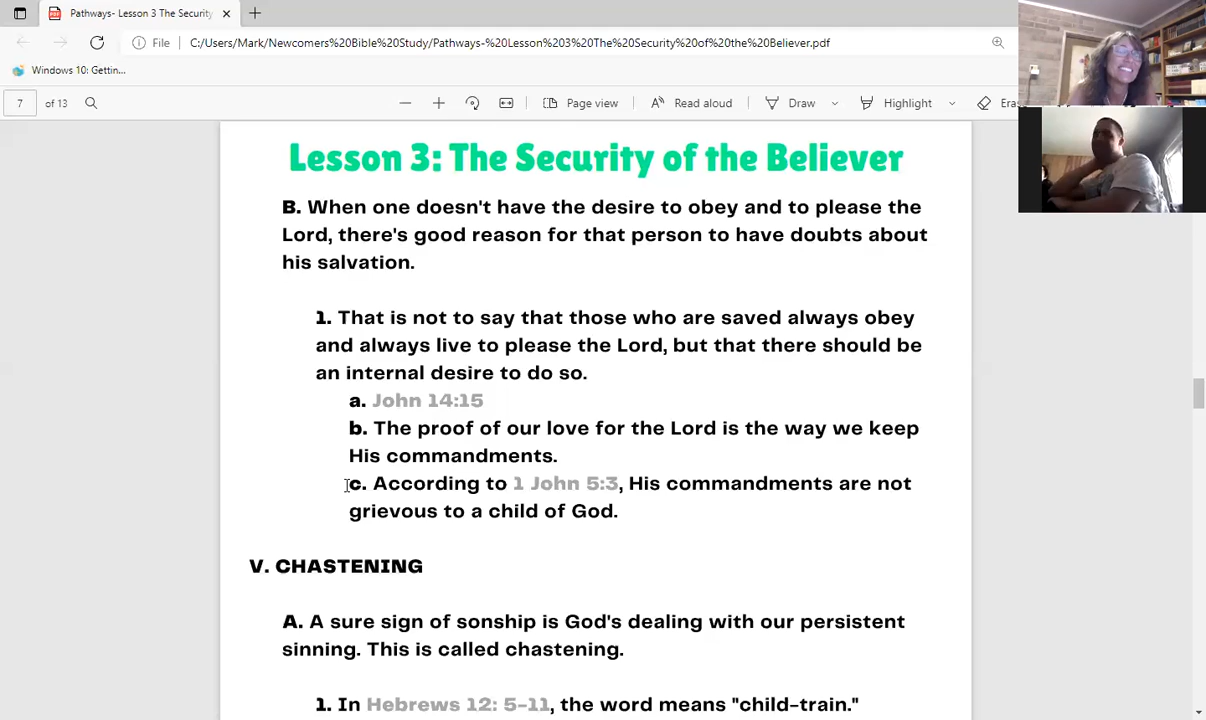 Pathways- Lesson 3 The Security
File C:/Users/Mark/Newcomers%20Bible%20Study/Pathways-%20Lesson%203%20The%20Security%20of%20the%20Believer.pdf
Windows 10: Gettin...
7 of 13 Page view Read aloud Draw Highlight Eras
Lesson 3: The Security of the Believer
B. When one doesn't have the desire to obey and to please the
Lord, there's good reason for that person to have doubts about
his salvation.
1. That is not to say that those who are saved always obey
and always live to please the Lord, but that there should be
an internal desire to do so.
a. John 14:15
b. The proof of our love for the Lord is the way we keep
His commandments.
c. According to 1 John 5:3, His commandments are not
grievous to a child of God.
V. CHASTENING
A. A sure sign of sonship is God's dealing with our persistent
sinning. This is called chastening.
1. In Hebrews 12: 5-11, the word means "child-train."